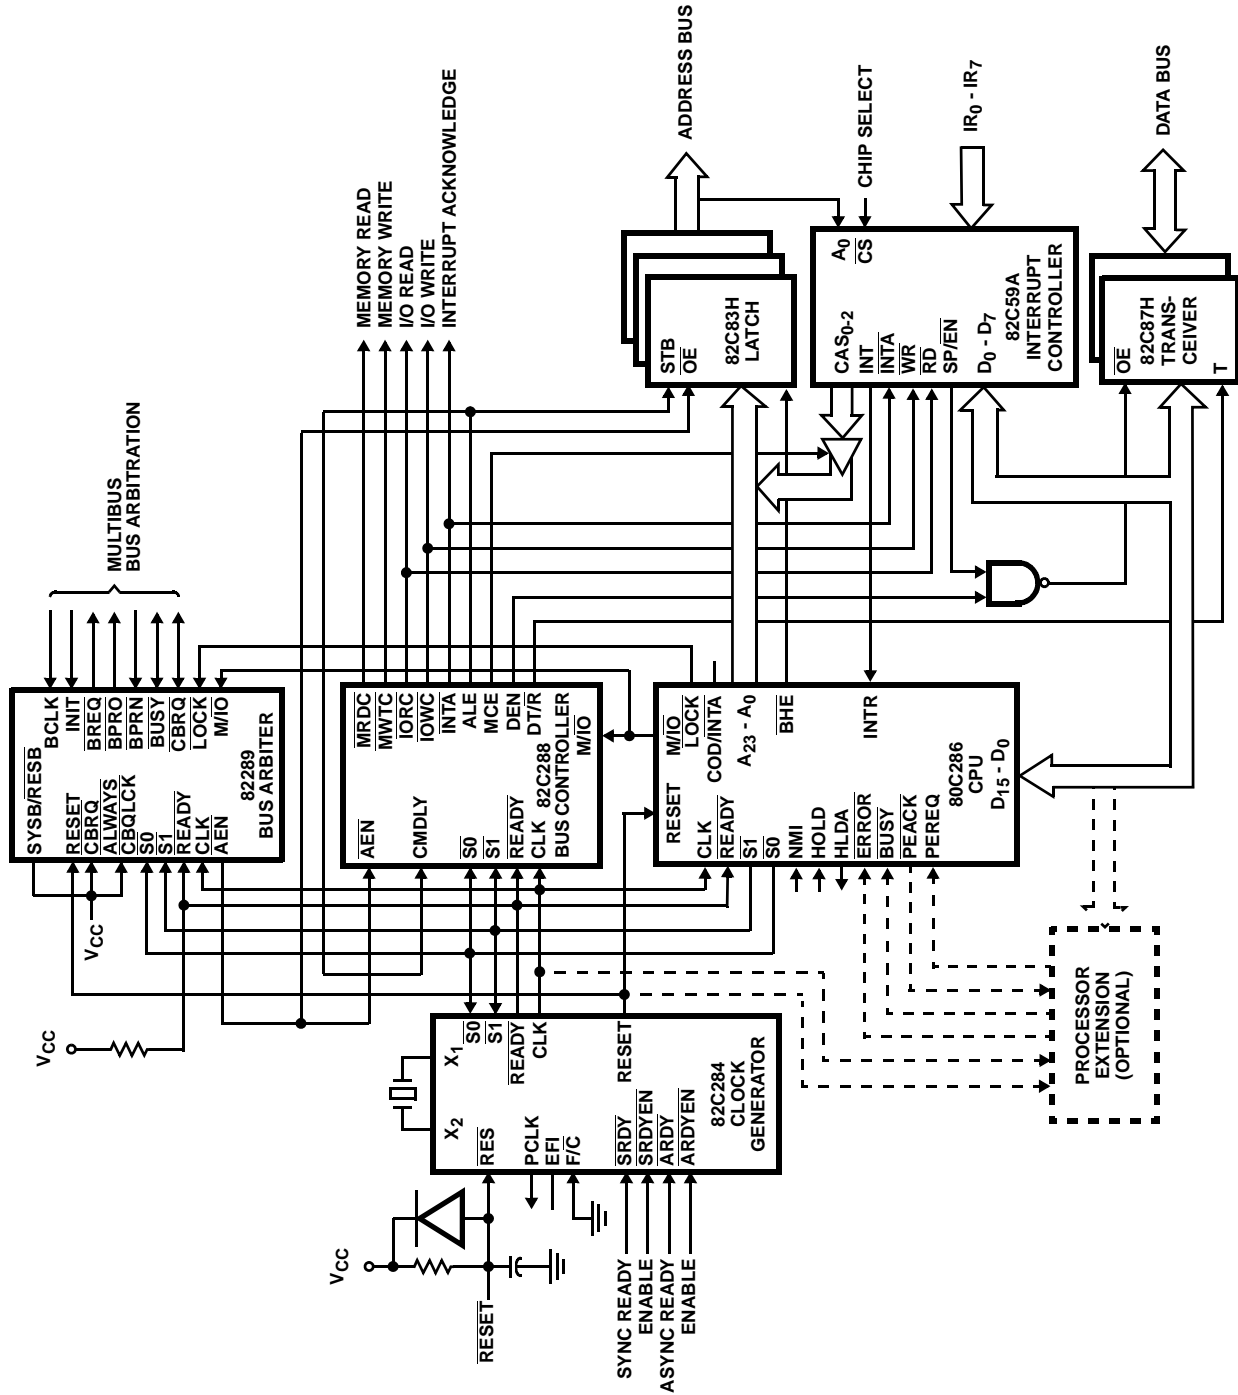 VCC
RESET
SYNC READY
ENABLE
ASYNC READY
ENABLE
X2
X1
RES
PCLK
EFI
F/C
SRDY
SRDYEN
ARDY
ARDYEN
S0
S1
READY
CLK
RESET
82C284
CLOCK
GENERATOR
VCC
VCC
SYSB/RESB
RESET
CBRQ
ALWAYS
CBQLCK
S0
S1
READY
CLK
AEN
82289
BUS ARBITER
BCLK
INIT
BREQ
BPRO
BPRN
BUSY
CBRQ
LOCK
M/IO
MULTIBUS
BUS ARBITRATION
AEN
CMDLY
S0
S1
READY
CLK
82C288
BUS CONTROLLER
MRDC
MWTC
IORC
IOWC
INTA
ALE
MCE
DEN
DT/R
M/IO
MEMORY READ
MEMORY WRITE
I/O READ
I/O WRITE
INTERRUPT ACKNOWLEDGE
RESET
CLK
READY
S1
S0
NMI
HOLD
HLDA
ERROR
BUSY
PEACK
PEREQ
M/IO
LOCK
COD/INTA
A23 - A0
BHE
INTR
80C286
CPU
D15 - D0
PROCESSOR
EXTENSION
(OPTIONAL)
STB
OE
82C83H
LATCH
ADDRESS BUS
CHIP SELECT
A0
CS
CAS0-2
INT
INTA
WR
RD
SP/EN
D0 - D7
82C59A
INTERRUPT
CONTROLLER
IR0 - IR7
OE
82C87H
TRANS-
CEIVER
T
DATA BUS